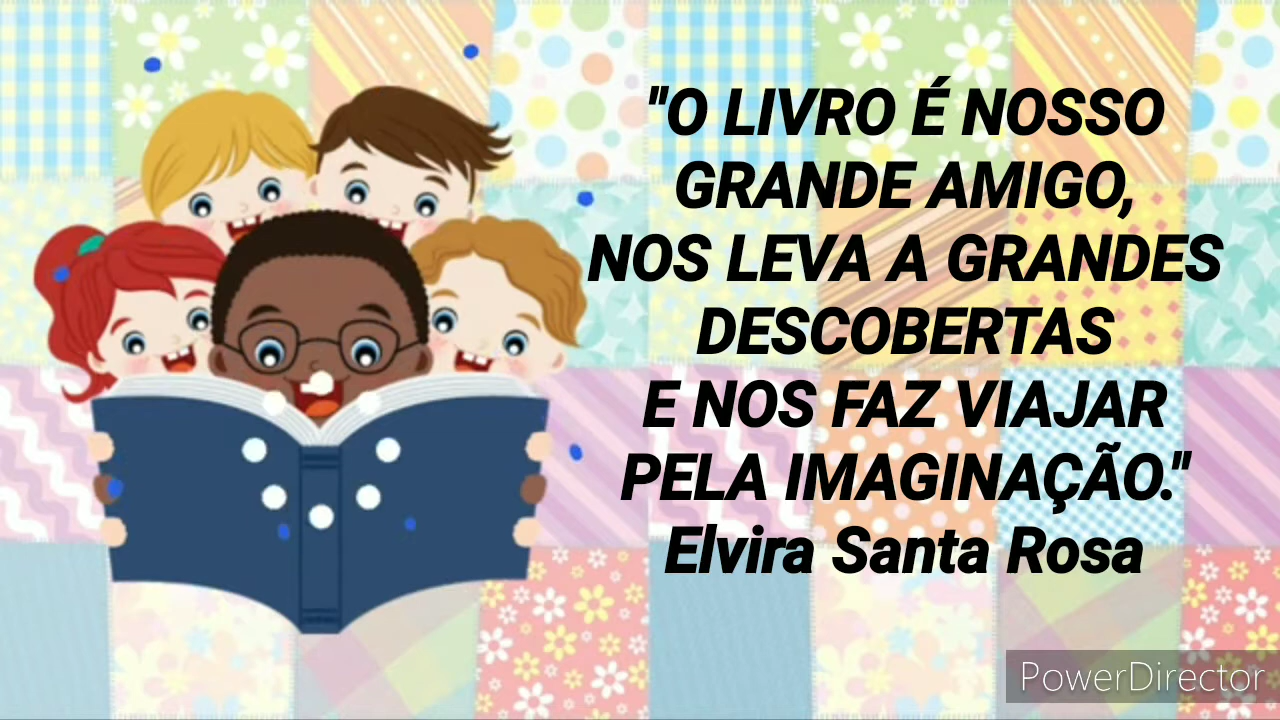 "O LIVRO É NOSSO
GRANDE AMIGO,
NOS LEVA A GRANDES
DESCOBERTAS
E NOS FAZ VIAJAR
PELA IMAGINAÇÃO."
Elvira Santa Rosa
PowerDirector